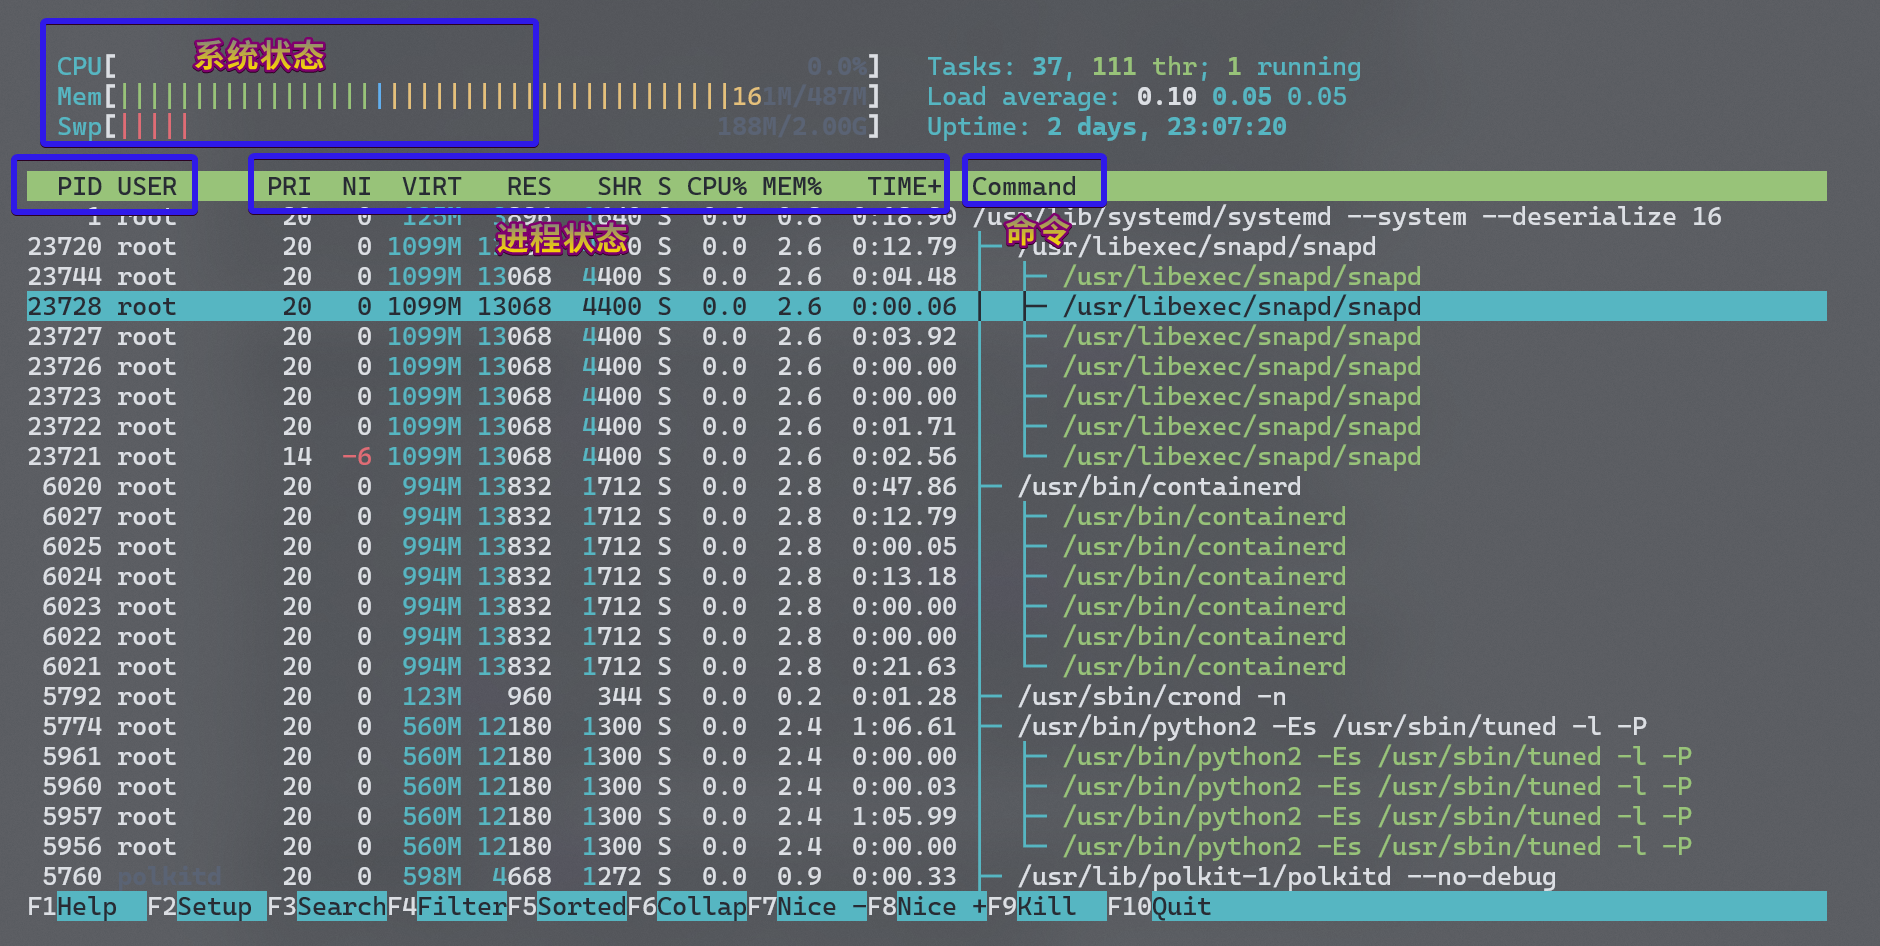 系统状态
CPU[ 0.0%]
Mem[||||||||||||||||||||||||||||||||||||||||161M/487M]
Swp[||||| 188M/2.00G]
Tasks: 37, 111 thr; 1 running
Load average: 0.10 0.05 0.05
Uptime: 2 days, 23:07:20
PID USER PRI NI VIRT RES SHR S CPU% MEM% TIME+ Command
1 root 20 0 125M 3896 1640 S 0.0 0.8 0:18.90 /usr/lib/systemd/systemd --system --deserialize 16
进程状态
命令
23720 root 20 0 1099M S 0.0 2.6 0:12.79 ├─ /usr/libexec/snapd/snapd
23744 root 20 0 1099M 13068 4400 S 0.0 2.6 0:04.48 │ ├─ /usr/libexec/snapd/snapd
23728 root 20 0 1099M 13068 4400 S 0.0 2.6 0:00.06 │ ├─ /usr/libexec/snapd/snapd
23727 root 20 0 1099M 13068 4400 S 0.0 2.6 0:03.92 │ ├─ /usr/libexec/snapd/snapd
23726 root 20 0 1099M 13068 4400 S 0.0 2.6 0:00.00 │ ├─ /usr/libexec/snapd/snapd
23723 root 20 0 1099M 13068 4400 S 0.0 2.6 0:00.00 │ ├─ /usr/libexec/snapd/snapd
23722 root 20 0 1099M 13068 4400 S 0.0 2.6 0:01.71 │ ├─ /usr/libexec/snapd/snapd
23721 root 14 -6 1099M 13068 4400 S 0.0 2.6 0:02.56 │ └─ /usr/libexec/snapd/snapd
6020 root 20 0 994M 13832 1712 S 0.0 2.8 0:47.86 ├─ /usr/bin/containerd
6027 root 20 0 994M 13832 1712 S 0.0 2.8 0:12.79 │ ├─ /usr/bin/containerd
6025 root 20 0 994M 13832 1712 S 0.0 2.8 0:00.05 │ ├─ /usr/bin/containerd
6024 root 20 0 994M 13832 1712 S 0.0 2.8 0:13.18 │ ├─ /usr/bin/containerd
6023 root 20 0 994M 13832 1712 S 0.0 2.8 0:00.00 │ ├─ /usr/bin/containerd
6022 root 20 0 994M 13832 1712 S 0.0 2.8 0:00.00 │ ├─ /usr/bin/containerd
6021 root 20 0 994M 13832 1712 S 0.0 2.8 0:21.63 │ └─ /usr/bin/containerd
5792 root 20 0 123M 960 344 S 0.0 0.2 0:01.28 ├─ /usr/sbin/crond -n
5774 root 20 0 560M 12180 1300 S 0.0 2.4 1:06.61 ├─ /usr/bin/python2 -Es /usr/sbin/tuned -l -P
5961 root 20 0 560M 12180 1300 S 0.0 2.4 0:00.00 │ ├─ /usr/bin/python2 -Es /usr/sbin/tuned -l -P
5960 root 20 0 560M 12180 1300 S 0.0 2.4 0:00.03 │ ├─ /usr/bin/python2 -Es /usr/sbin/tuned -l -P
5957 root 20 0 560M 12180 1300 S 0.0 2.4 1:05.99 │ ├─ /usr/bin/python2 -Es /usr/sbin/tuned -l -P
5956 root 20 0 560M 12180 1300 S 0.0 2.4 0:00.00 │ └─ /usr/bin/python2 -Es /usr/sbin/tuned -l -P
5760 polkitd 20 0 598M 4668 1272 S 0.0 0.9 0:00.33 ├─ /usr/lib/polkit-1/polkitd --no-debug
F1Help F2Setup F3SearchF4FilterF5SortedF6CollapF7Nice -F8Nice +F9Kill F10Quit